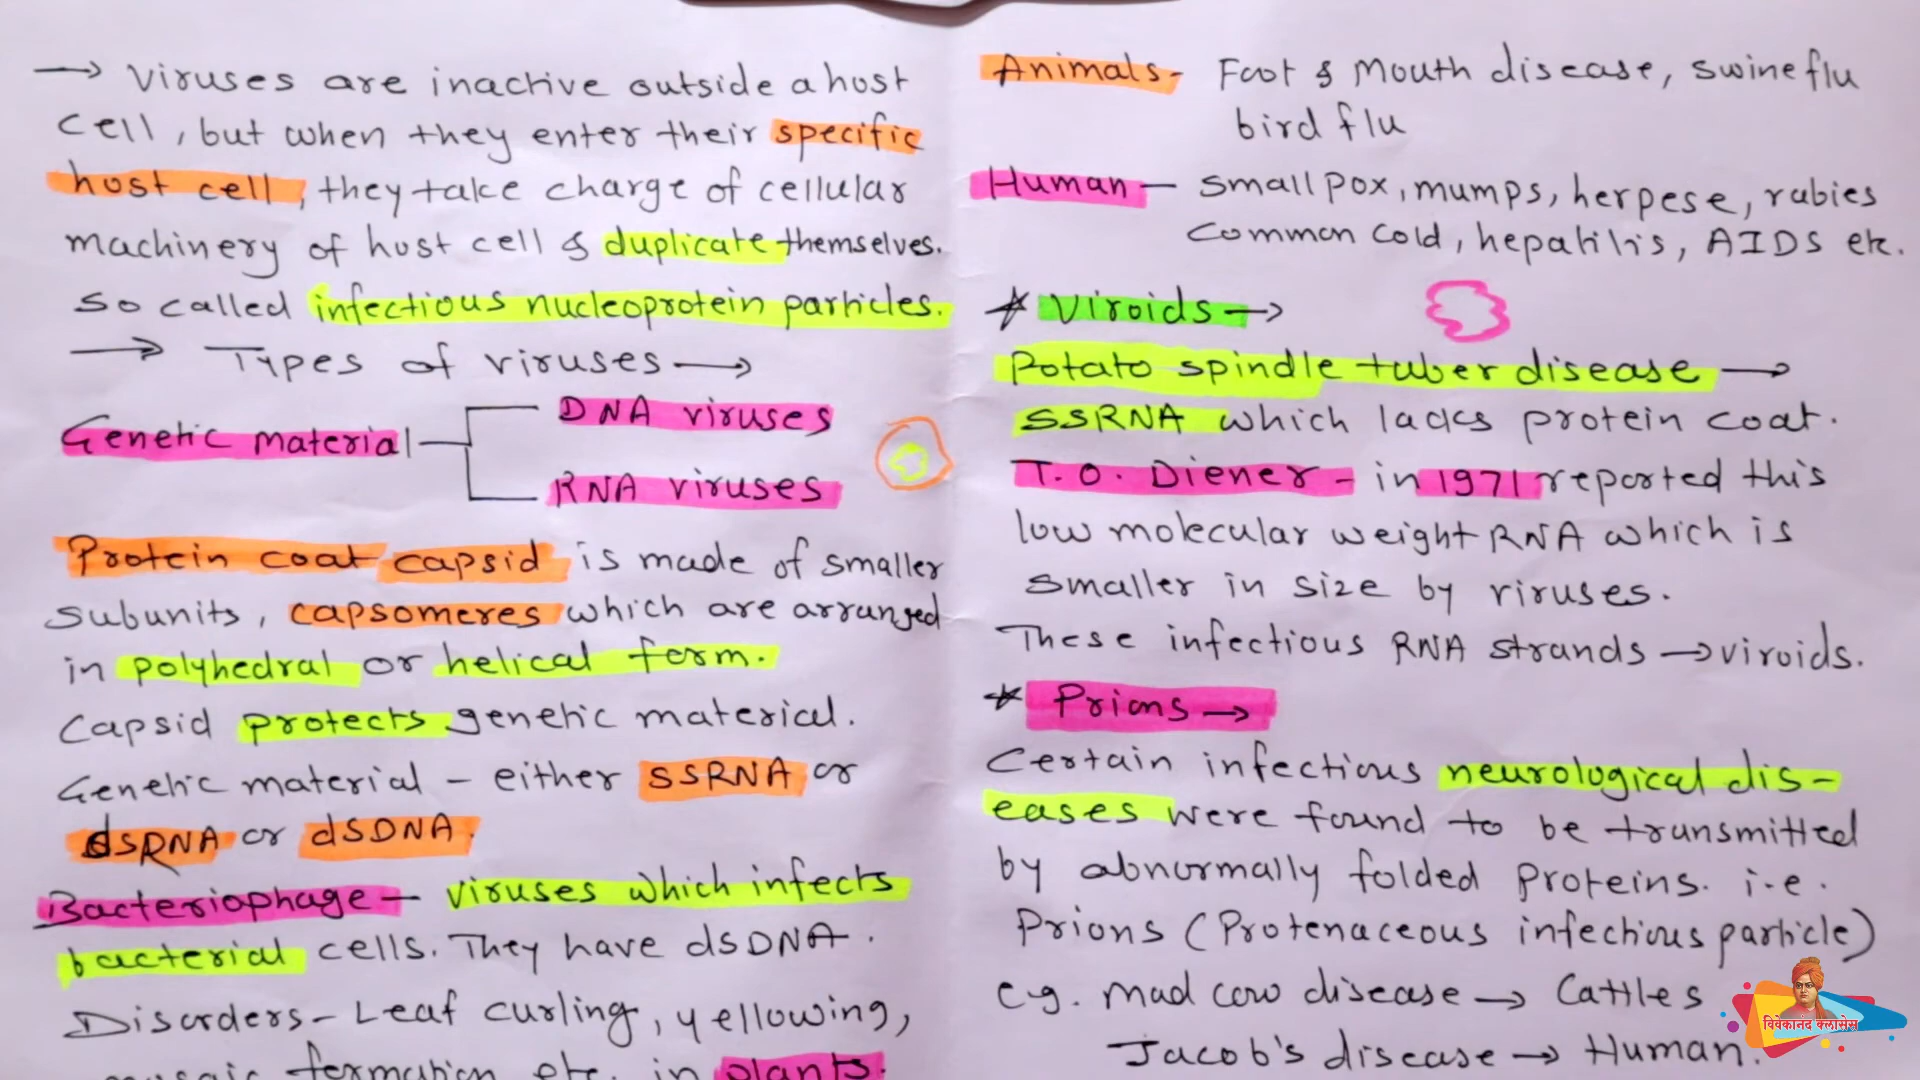 → Viruses are inactive outside a host
cell, but when they enter their specific
host cell, they take charge of cellular
machinery of host cell & duplicate themselves.
So called infectious nucleoprotein particles.
→ Types of viruses →
Genetic material
DNA viruses
RNA viruses
Protein coat capsid is made of smaller
subunits, capsomeres which are arranged
in polyhedral or helical form.
Capsid protects genetic material.
Genetic material - either SSRNA or
dsRNA or dSDNA.
Bacteriophage - viruses which infects
bacterial cells. They have dsDNA.
Disorders - Leaf curling, yellowing,
mosaic formation etc. in plants.
Animals - Foot & Mouth disease, swine flu
bird flu
Human - Small pox, mumps, herpese, rabies
Common Cold, hepatitis, AIDS etc.
* Viroids →
Potato spindle tuber disease →
SSRNA which lacks protein coat.
T. O. Diener - in 1971 reported this
low molecular weight RNA which is
smaller in size by viruses.
These infectious RNA strands → viroids.
* Prions →
Certain infectious neurological dis-
eases were found to be transmitted
by abnormally folded proteins. i.e.
Prions (Protenaceous infectious particle)
e.g. Mad cow disease → Cattles
Jacob's disease → Human.
विवेकानंद क्लासेस